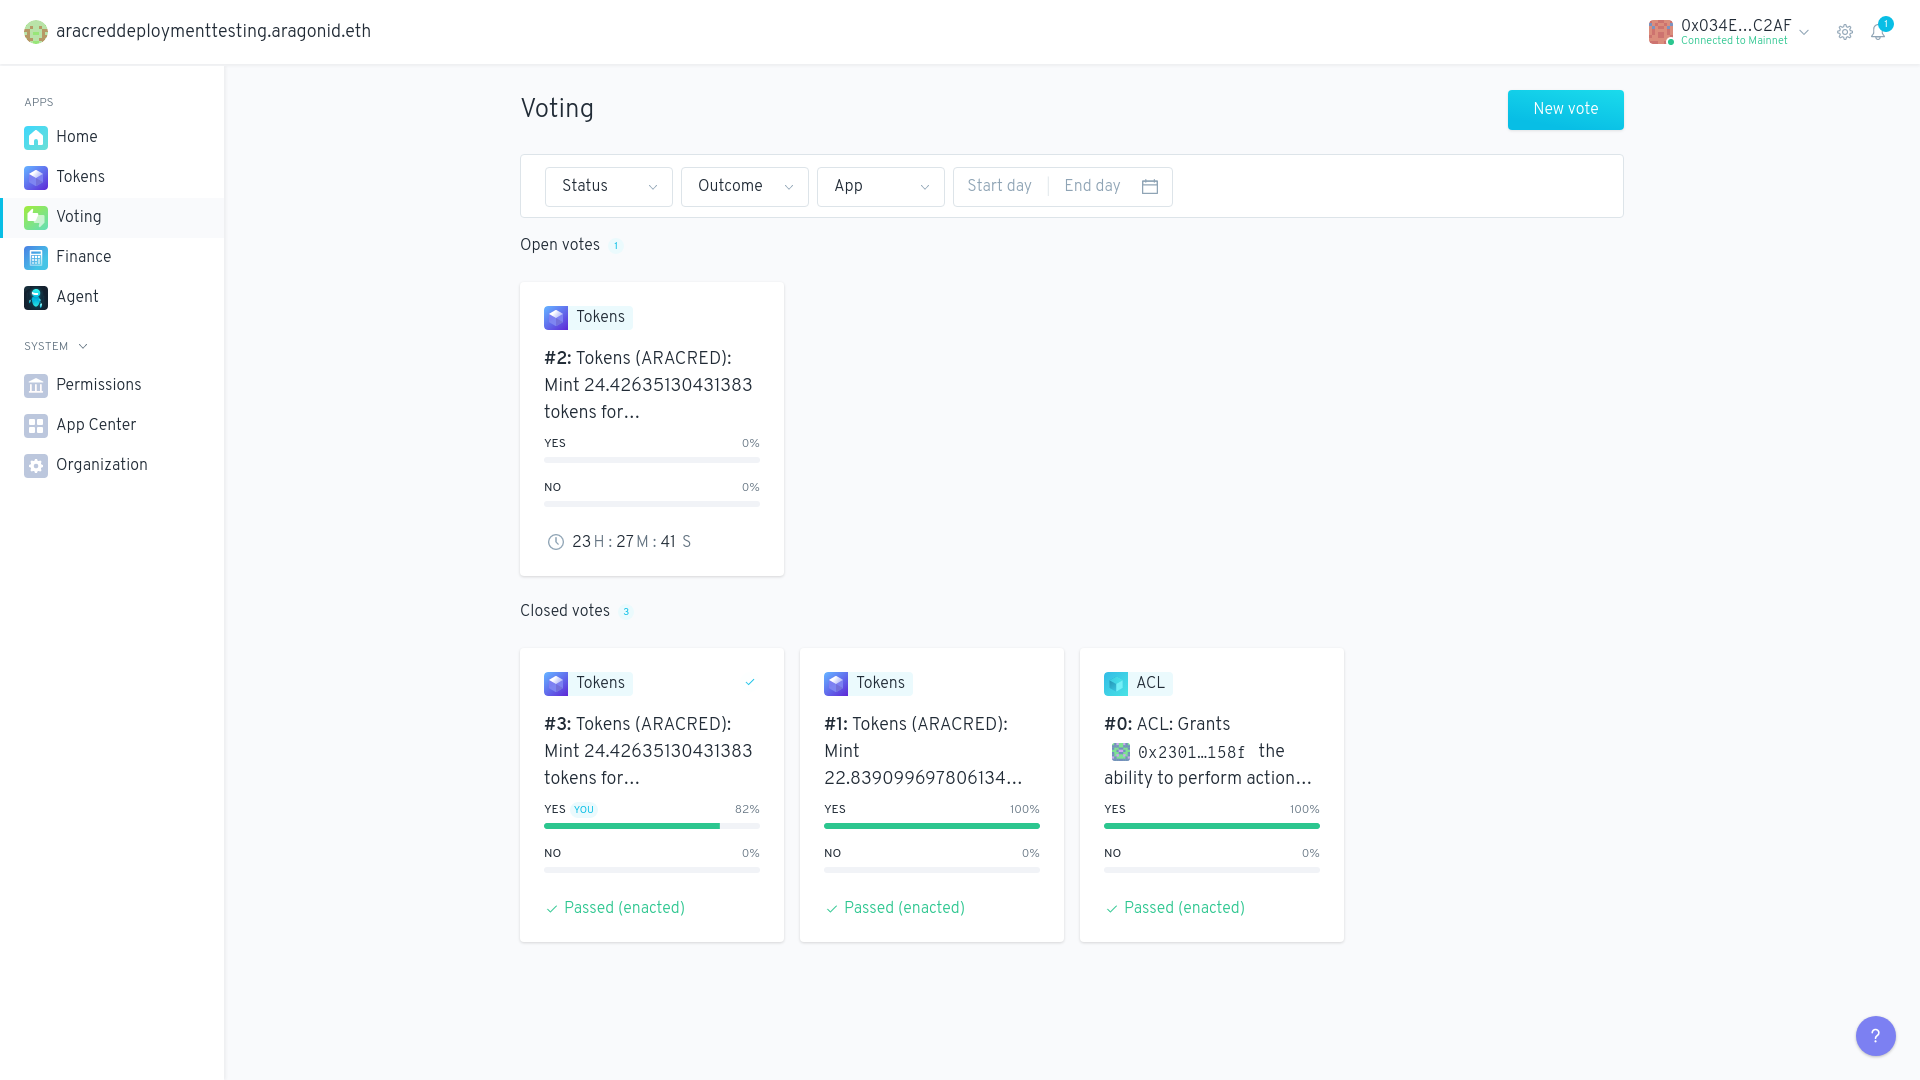 aracreddeploymenttesting.aragonid.eth
0x034E…C2AF
Connected to Mainnet
1
APPS
Home
Tokens
Voting
Finance
Agent
SYSTEM
Permissions
App Center
Organization
Voting
New vote
Status
Outcome
App
Start day
End day
Open votes 1
Tokens
#2: Tokens (ARACRED):
Mint 24.42635130431383
tokens for…
YES 0%
NO 0%
23 H : 27 M : 41 S
Closed votes 3
Tokens
#3: Tokens (ARACRED):
Mint 24.42635130431383
tokens for…
YES YOU 82%
NO 0%
Passed (enacted)
Tokens
#1: Tokens (ARACRED):
Mint
22.839099697806134…
YES 100%
NO 0%
Passed (enacted)
ACL
#0: ACL: Grants
0x2301…158f the
ability to perform action…
YES 100%
NO 0%
Passed (enacted)
?